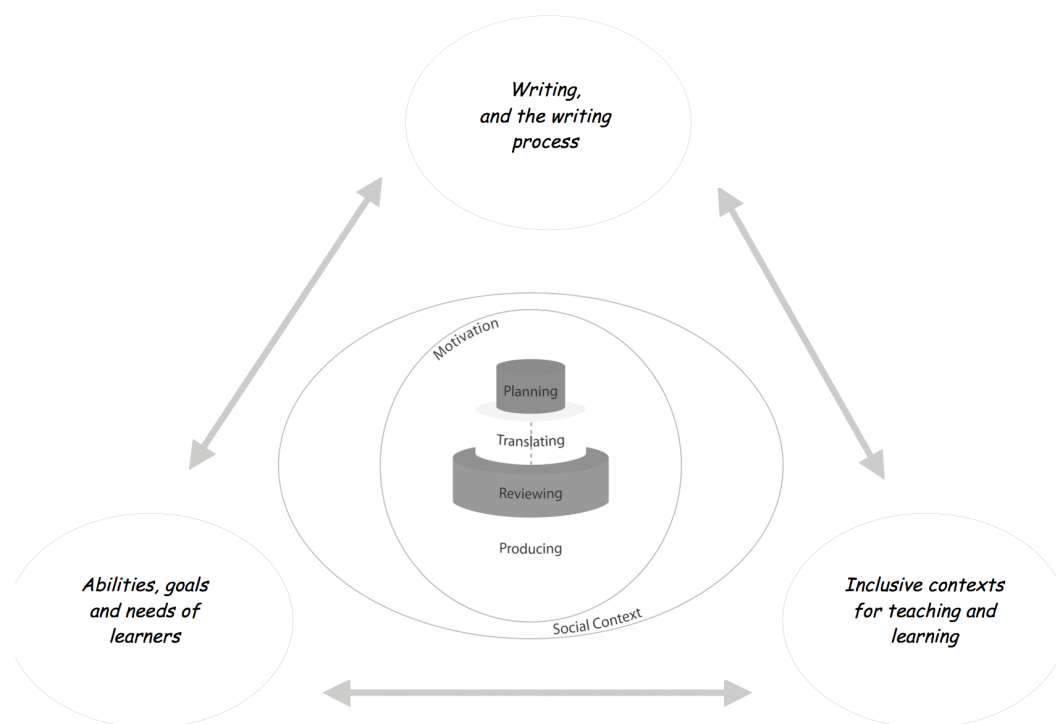 Writing,
and the writing
process
Motivation
Planning
Translating
Reviewing
Producing
Social Context
Abilities, goals
and needs of
learners
Inclusive contexts
for teaching and
learning